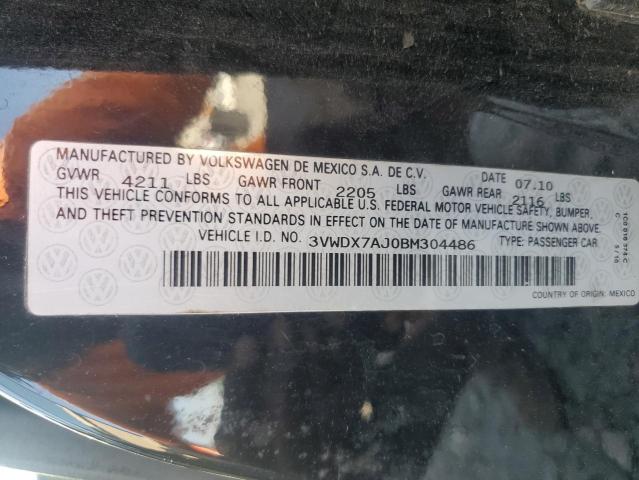 MANUFACTURED BY VOLKSWAGEN DE MEXICO S.A. DE C.V. DATE 07.10
GVWR 4211 LBS GAWR FRONT 2205 LBS GAWR REAR 2116 LBS
THIS VEHICLE CONFORMS TO ALL APPLICABLE U.S. FEDERAL MOTOR VEHICLE SAFETY, BUMPER,
AND THEFT PREVENTION STANDARDS IN EFFECT ON THE DATE OF MANUFACTURE SHOWN ABOVE.
VEHICLE I.D. NO. 3VWDX7AJ0BM304486 TYPE: PASSENGER CAR
COUNTRY OF ORIGIN: MEXICO